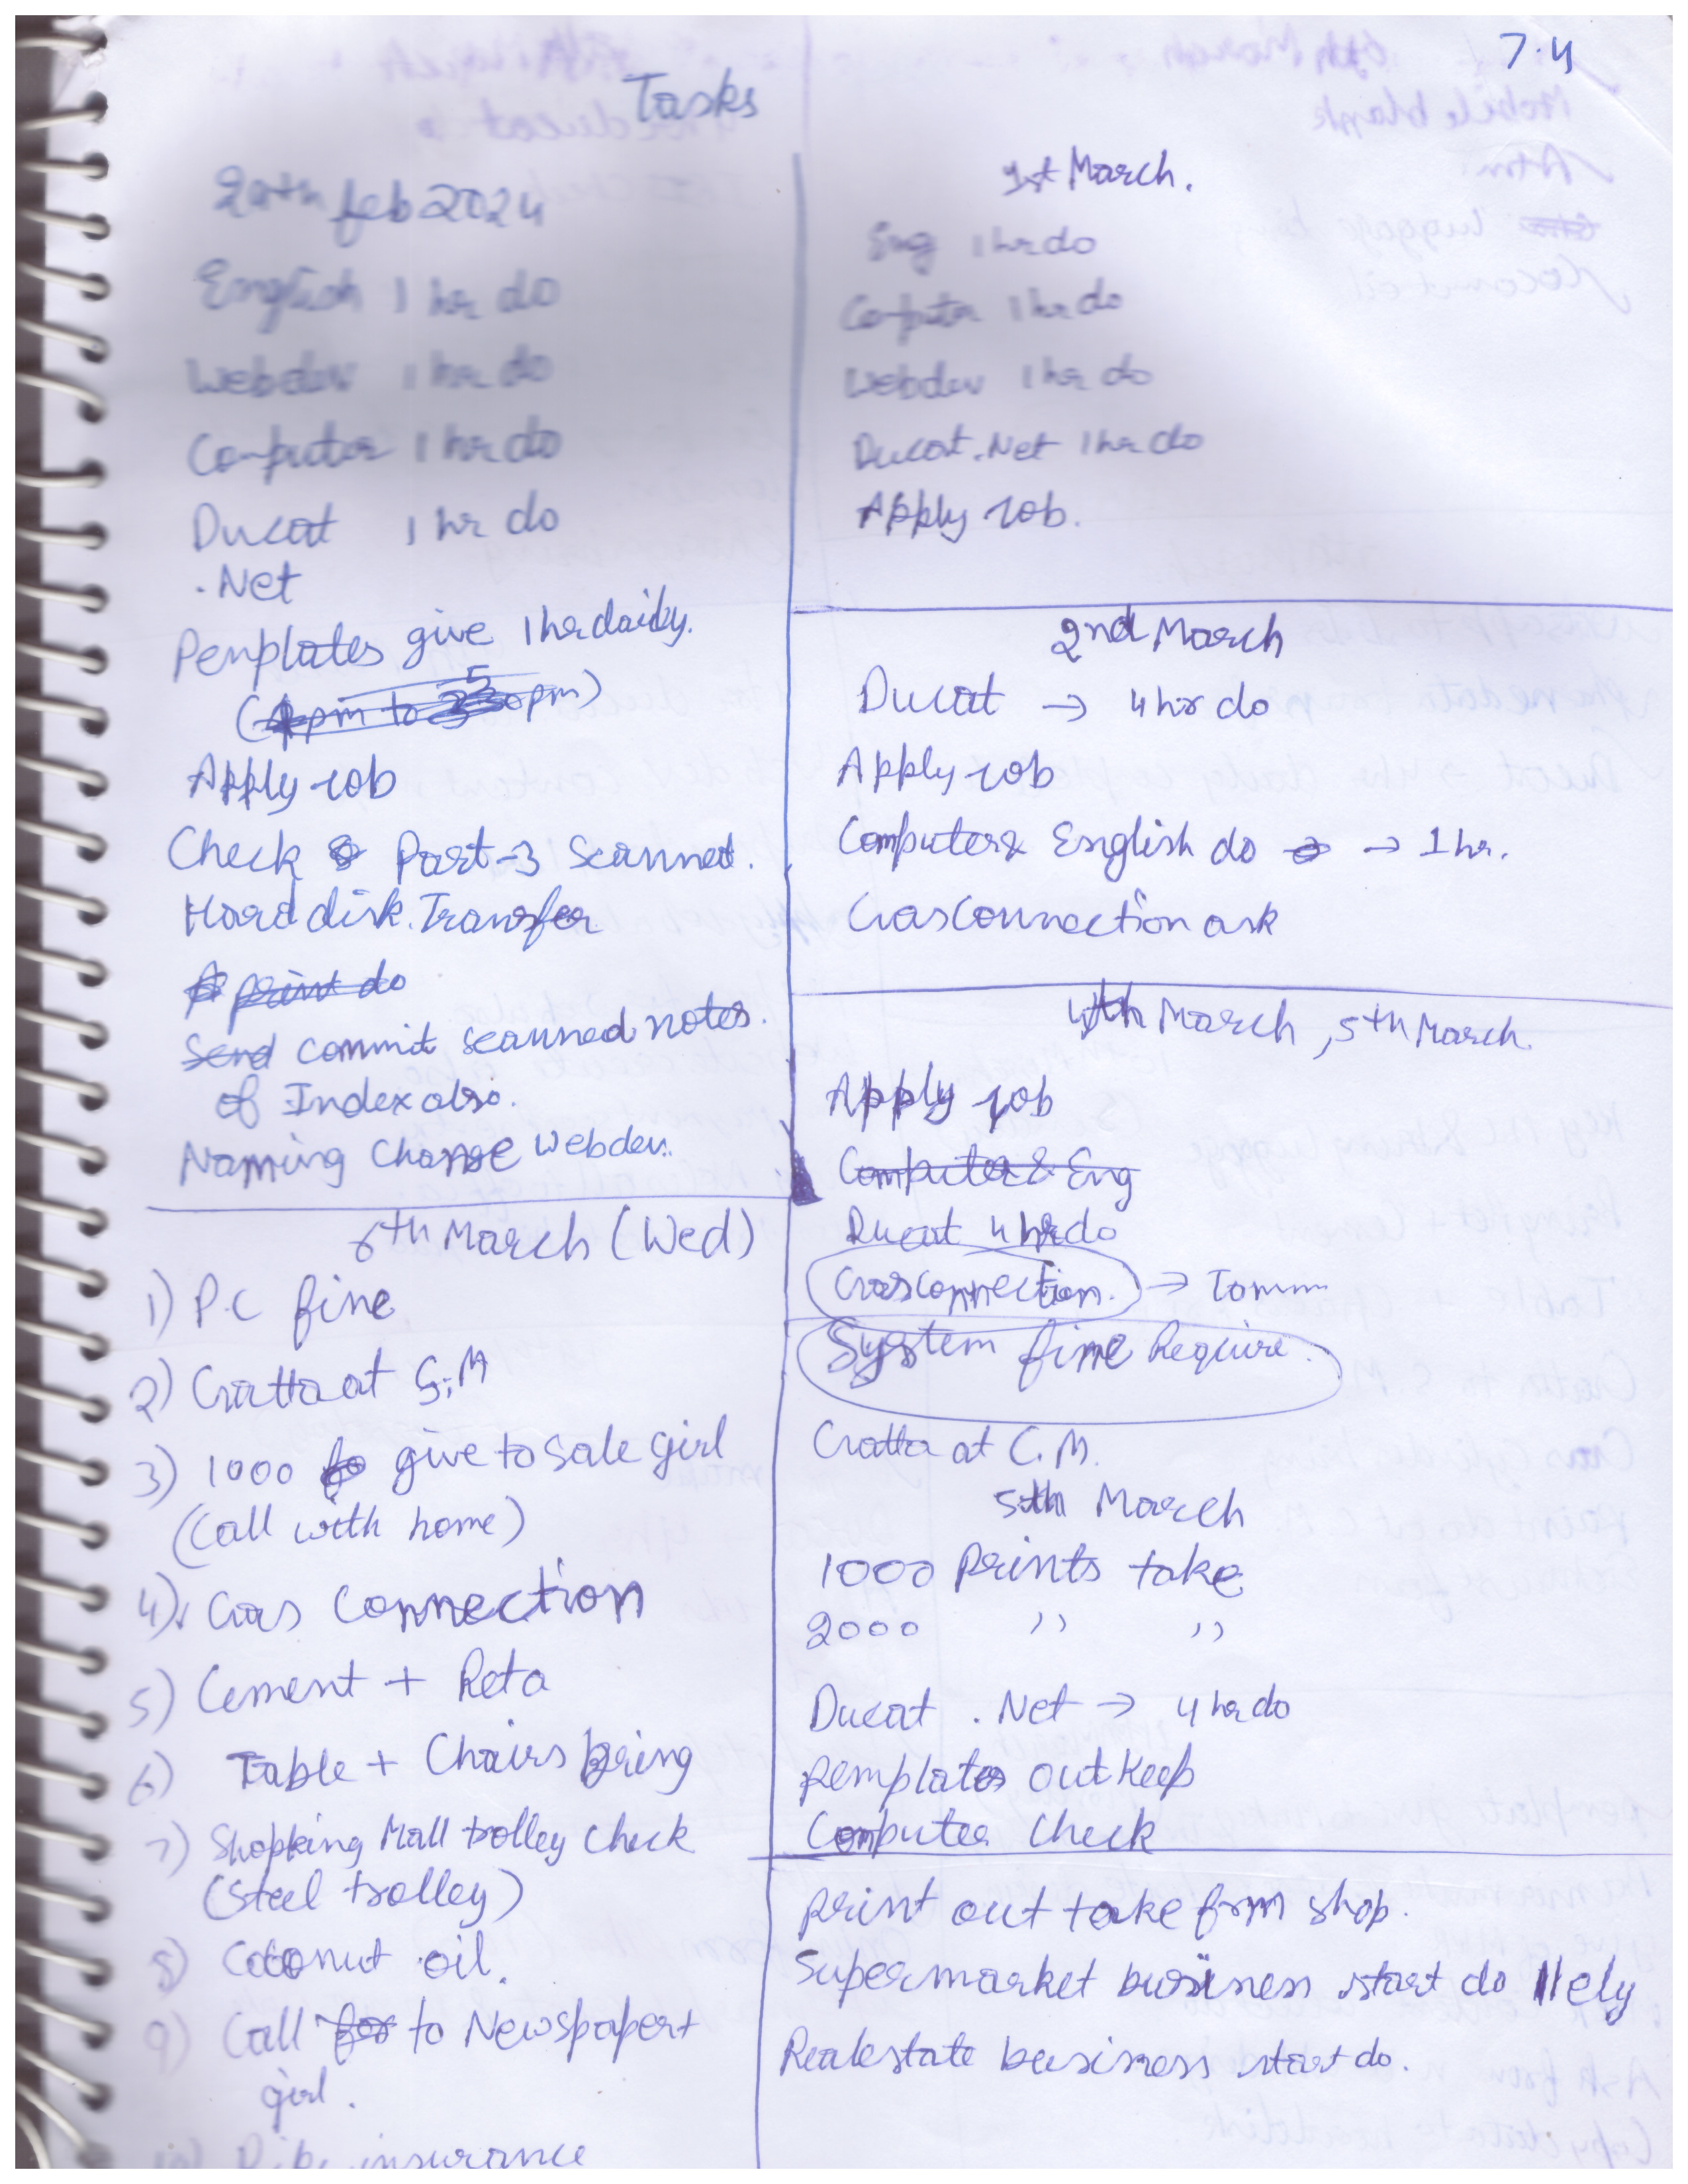 7.4
Tasks
29th feb 2024
English 1 hr do
Webdev 1 hr do
Computer 1 hr do
Ducat 1 hr do
.Net
Pemplates give 1 hr daily.
Apply job
Check Part-3 Scanned.
Hard disk. Transfer
print do
Send commit scanned notes.
of Index also.
Naming Change Webdev.
6th March (Wed)
1) P.C fine
2) Gatta at S.M
3) 1000 give to sale girl
(Call with home)
4) Gas Connection
5) Cement + Reta
6) Table + Chairs Bring
7) Shopping Mall trolley Check
(Steel trolley)
8) Coconut oil.
9) Call for to Newspaper+
girl.
10) Bike insurance
1st March.
Eng 1 hr do
Computer 1 hr do
Webdev 1 hr do
Ducat .Net 1 hr do
Apply job.
2nd March
Ducat → 4 hr do
Apply job
Computer & English do → 1 hr.
Gas Connection ask
4th March, 5th March
Apply job
Computer & Eng
Ducat 4 hr do
Gas connection. → Tomm
System fine Require.
Gatta at C.M.
5th March
1000 Prints take
2000 ,, ,,
Ducat .Net → 4 hr do
Pemplates out keep
Computer Check
Print out take from shop.
Supermarket business start do llely
Realestate business start do.